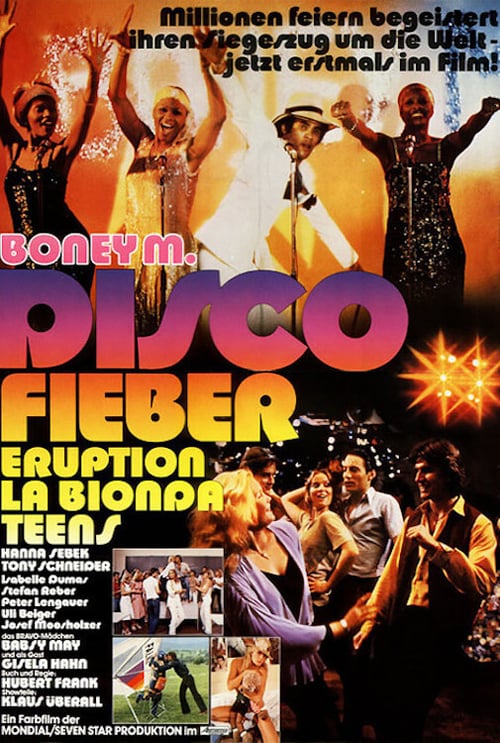 Millionen feiern begeistert
ihren Siegeszug um die Welt-
jetzt erstmals im Film!
BONEY M.
DISCO
FIEBER
ERUPTION
LA BIONDA
TEENS
HANNA SEBEK
TONY SCHNEIDER
Isabelle Dumas
Stefan Reber
Peter Langauer
Uli Beiger
Josef Moosholzer
das BRAVO-Mädchen
BABSY MAY
und als Gast
GISELA HAHN
Buch und Regie:
HUBERT FRANK
Showteile:
KLAUS ÜBERALL
Ein Farbfilm der
MONDIAL/SEVEN STAR PRODUKTION im